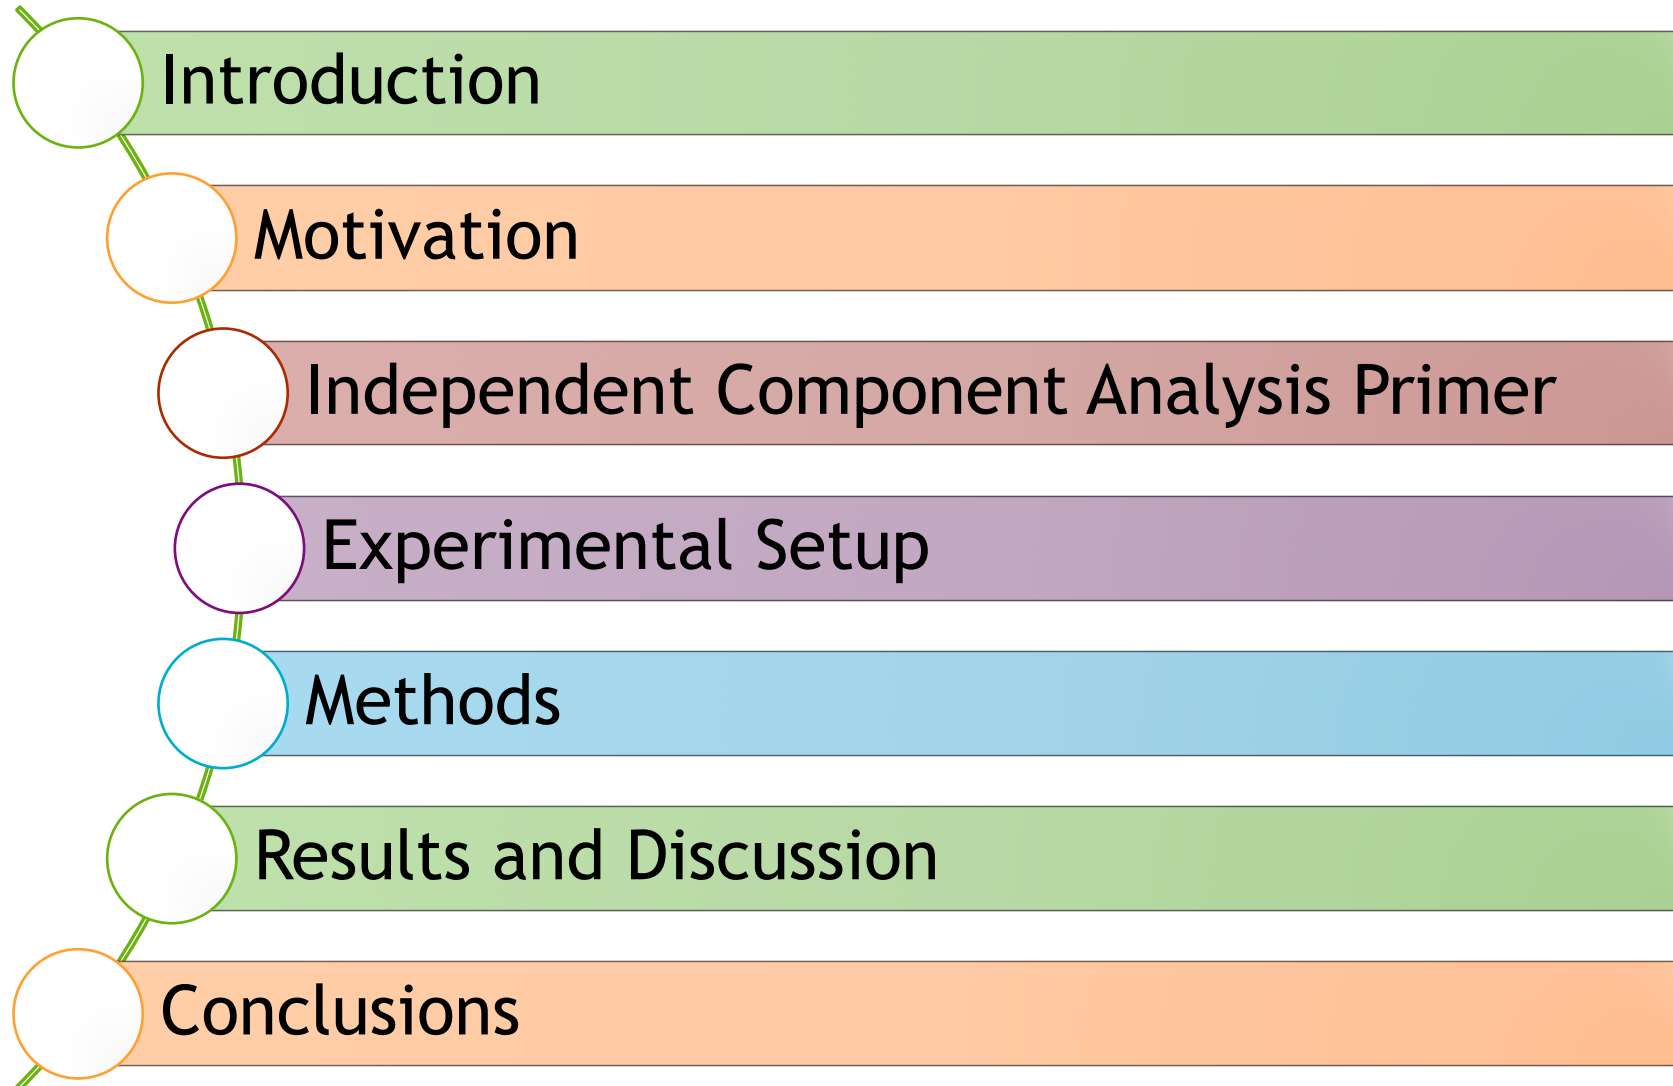 Introduction
Motivation
Independent Component Analysis Primer
Experimental Setup
Methods
Results and Discussion
Conclusions